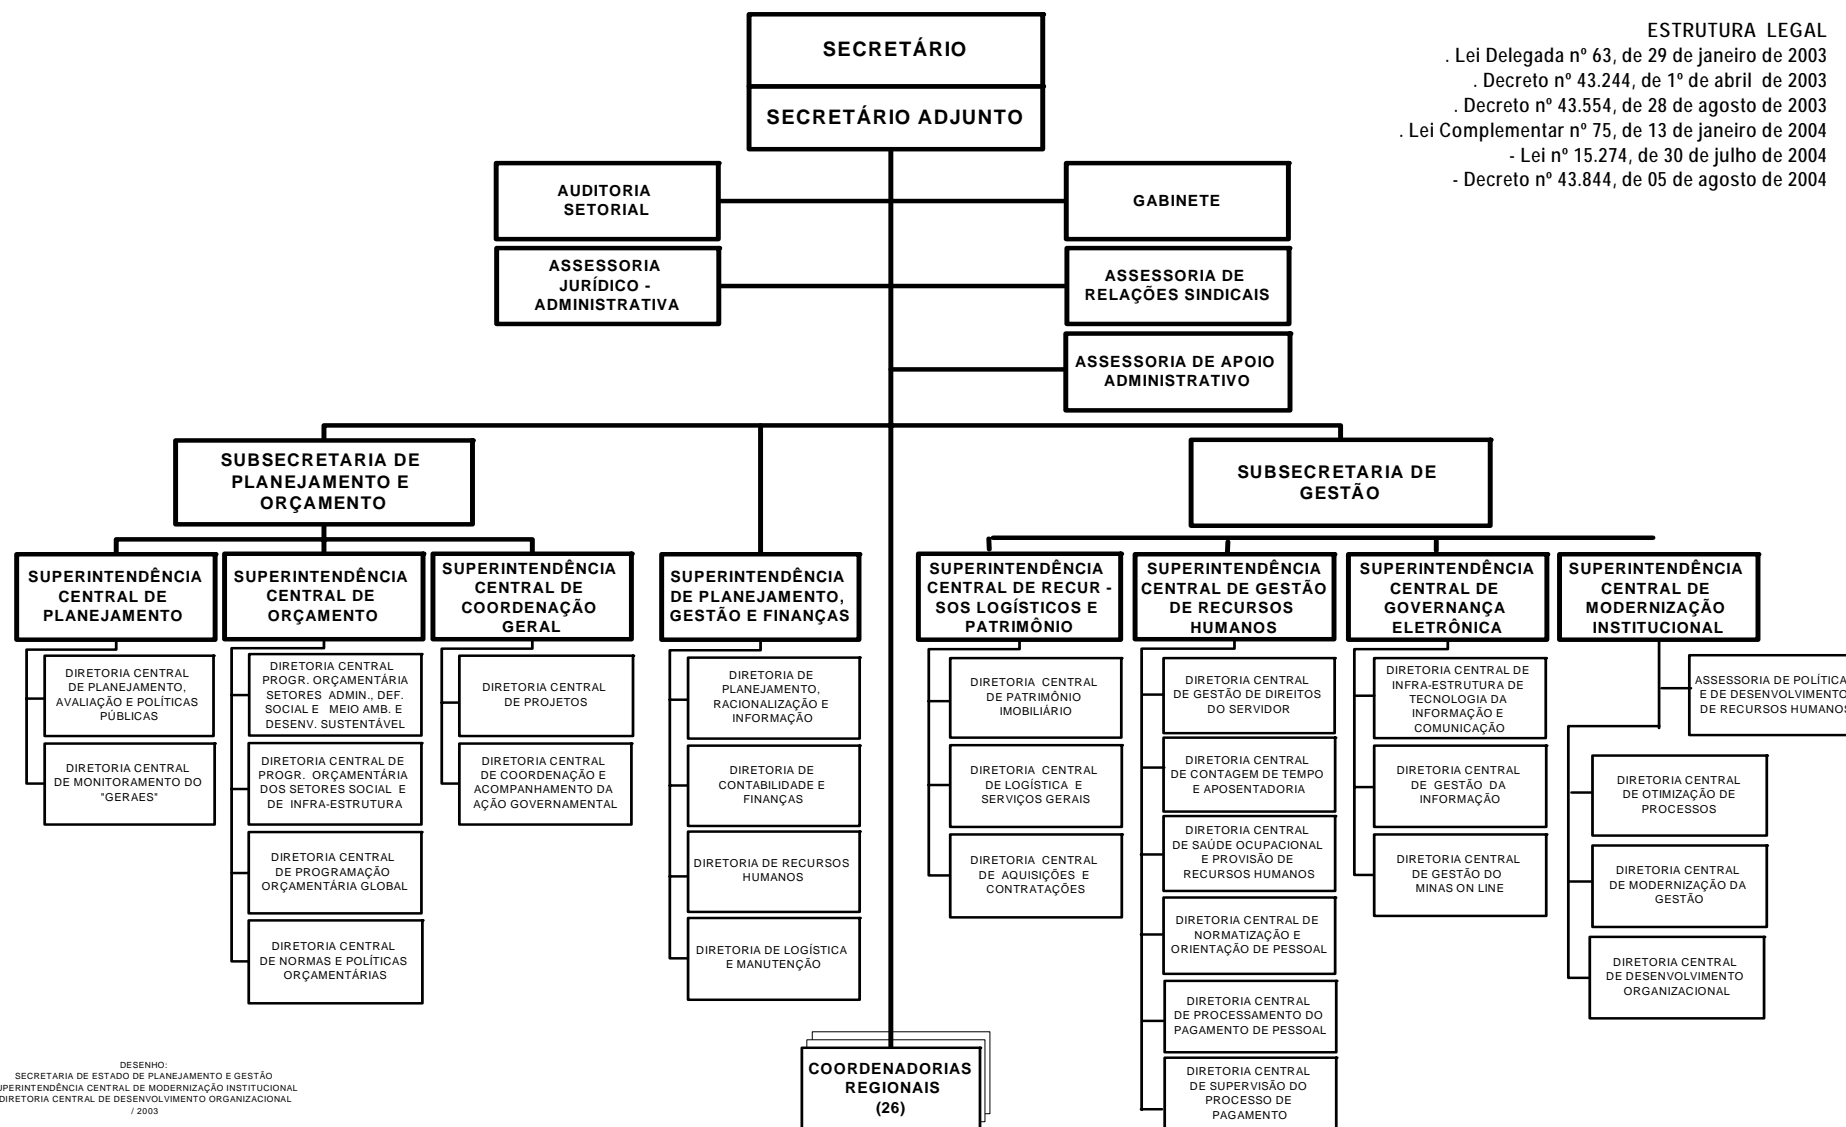 SECRETÁRIO
SECRETÁRIO ADJUNTO
ESTRUTURA LEGAL
. Lei Delegada nº 63, de 29 de janeiro de 2003
. Decreto nº 43.244, de 1º de abril de 2003
. Decreto nº 43.554, de 28 de agosto de 2003
. Lei Complementar nº 75, de 13 de janeiro de 2004
- Lei nº 15.274, de 30 de julho de 2004
- Decreto nº 43.844, de 05 de agosto de 2004
AUDITORIA
SETORIAL
GABINETE
ASSESSORIA
JURÍDICO -
ADMINISTRATIVA
ASSESSORIA DE
RELAÇÕES SINDICAIS
ASSESSORIA DE APOIO
ADMINISTRATIVO
SUBSECRETARIA DE
PLANEJAMENTO E
ORÇAMENTO
SUBSECRETARIA DE
GESTÃO
SUPERINTENDÊNCIA
CENTRAL DE
PLANEJAMENTO
SUPERINTENDÊNCIA
CENTRAL DE
ORÇAMENTO
SUPERINTENDÊNCIA
CENTRAL DE
COORDENAÇÃO
GERAL
SUPERINTENDÊNCIA
DE PLANEJAMENTO,
GESTÃO E FINANÇAS
SUPERINTENDÊNCIA
CENTRAL DE RECUR -
SOS LOGÍSTICOS E
PATRIMÔNIO
SUPERINTENDÊNCIA
CENTRAL DE GESTÃO
DE RECURSOS
HUMANOS
SUPERINTENDÊNCIA
CENTRAL DE
GOVERNANÇA
ELETRÔNICA
SUPERINTENDÊNCIA
CENTRAL DE
MODERNIZAÇÃO
INSTITUCIONAL
DIRETORIA CENTRAL
DE PLANEJAMENTO,
AVALIAÇÃO E POLÍTICAS
PÚBLICAS
DIRETORIA CENTRAL
DE MONITORAMENTO DO
"GERAES"
DIRETORIA CENTRAL
PROGR. ORÇAMENTÁRIA
SETORES ADMIN., DEF.
SOCIAL E MEIO AMB. E
DESENV. SUSTENTÁVEL
DIRETORIA CENTRAL DE
PROGR. ORÇAMENTÁRIA
DOS SETORES SOCIAL E
DE INFRA-ESTRUTURA
DIRETORIA CENTRAL
DE PROGRAMAÇÃO
ORÇAMENTÁRIA GLOBAL
DIRETORIA CENTRAL
DE NORMAS E POLÍTICAS
ORÇAMENTÁRIAS
DIRETORIA CENTRAL
DE PROJETOS
DIRETORIA CENTRAL
DE COORDENAÇÃO E
ACOMPANHAMENTO DA
AÇÃO GOVERNAMENTAL
DIRETORIA DE
PLANEJAMENTO,
RACIONALIZAÇÃO E
INFORMAÇÃO
DIRETORIA DE
CONTABILIDADE E
FINANÇAS
DIRETORIA DE RECURSOS
HUMANOS
DIRETORIA DE LOGÍSTICA
E MANUTENÇÃO
DIRETORIA CENTRAL
DE PATRIMÔNIO
IMOBILIÁRIO
DIRETORIA CENTRAL
DE LOGÍSTICA E
SERVIÇOS GERAIS
DIRETORIA CENTRAL
DE AQUISIÇÕES E
CONTRATAÇÕES
DIRETORIA CENTRAL
DE GESTÃO DE DIREITOS
DO SERVIDOR
DIRETORIA CENTRAL
DE CONTAGEM DE TEMPO
E APOSENTADORIA
DIRETORIA CENTRAL
DE SAÚDE OCUPACIONAL
E PROVISÃO DE
RECURSOS HUMANOS
DIRETORIA CENTRAL DE
NORMATIZAÇÃO E
ORIENTAÇÃO DE PESSOAL
DIRETORIA CENTRAL
DE PROCESSAMENTO DO
PAGAMENTO DE PESSOAL
DIRETORIA CENTRAL
DE SUPERVISÃO DO
PROCESSO DE
PAGAMENTO
DIRETORIA CENTRAL DE
INFRA-ESTRUTURA DE
TECNOLOGIA DA
INFORMAÇÃO E
COMUNICAÇÃO
DIRETORIA CENTRAL
DE GESTÃO DA
INFORMAÇÃO
DIRETORIA CENTRAL
DE GESTÃO DO
MINAS ON LINE
ASSESSORIA DE POLÍTICA
E DE DESENVOLVIMENTO
DE RECURSOS HUMANOS
DIRETORIA CENTRAL
DE OTIMIZAÇÃO DE
PROCESSOS
DIRETORIA CENTRAL
DE MODERNIZAÇÃO DA
GESTÃO
DIRETORIA CENTRAL
DE DESENVOLVIMENTO
ORGANIZACIONAL
COORDENADORIAS
REGIONAIS
(26)
DESENHO:
SECRETARIA DE ESTADO DE PLANEJAMENTO E GESTÃO
UPERINTENDÊNCIA CENTRAL DE MODERNIZAÇÃO INSTITUCIONAL
DIRETORIA CENTRAL DE DESENVOLVIMENTO ORGANIZACIONAL
/ 2003